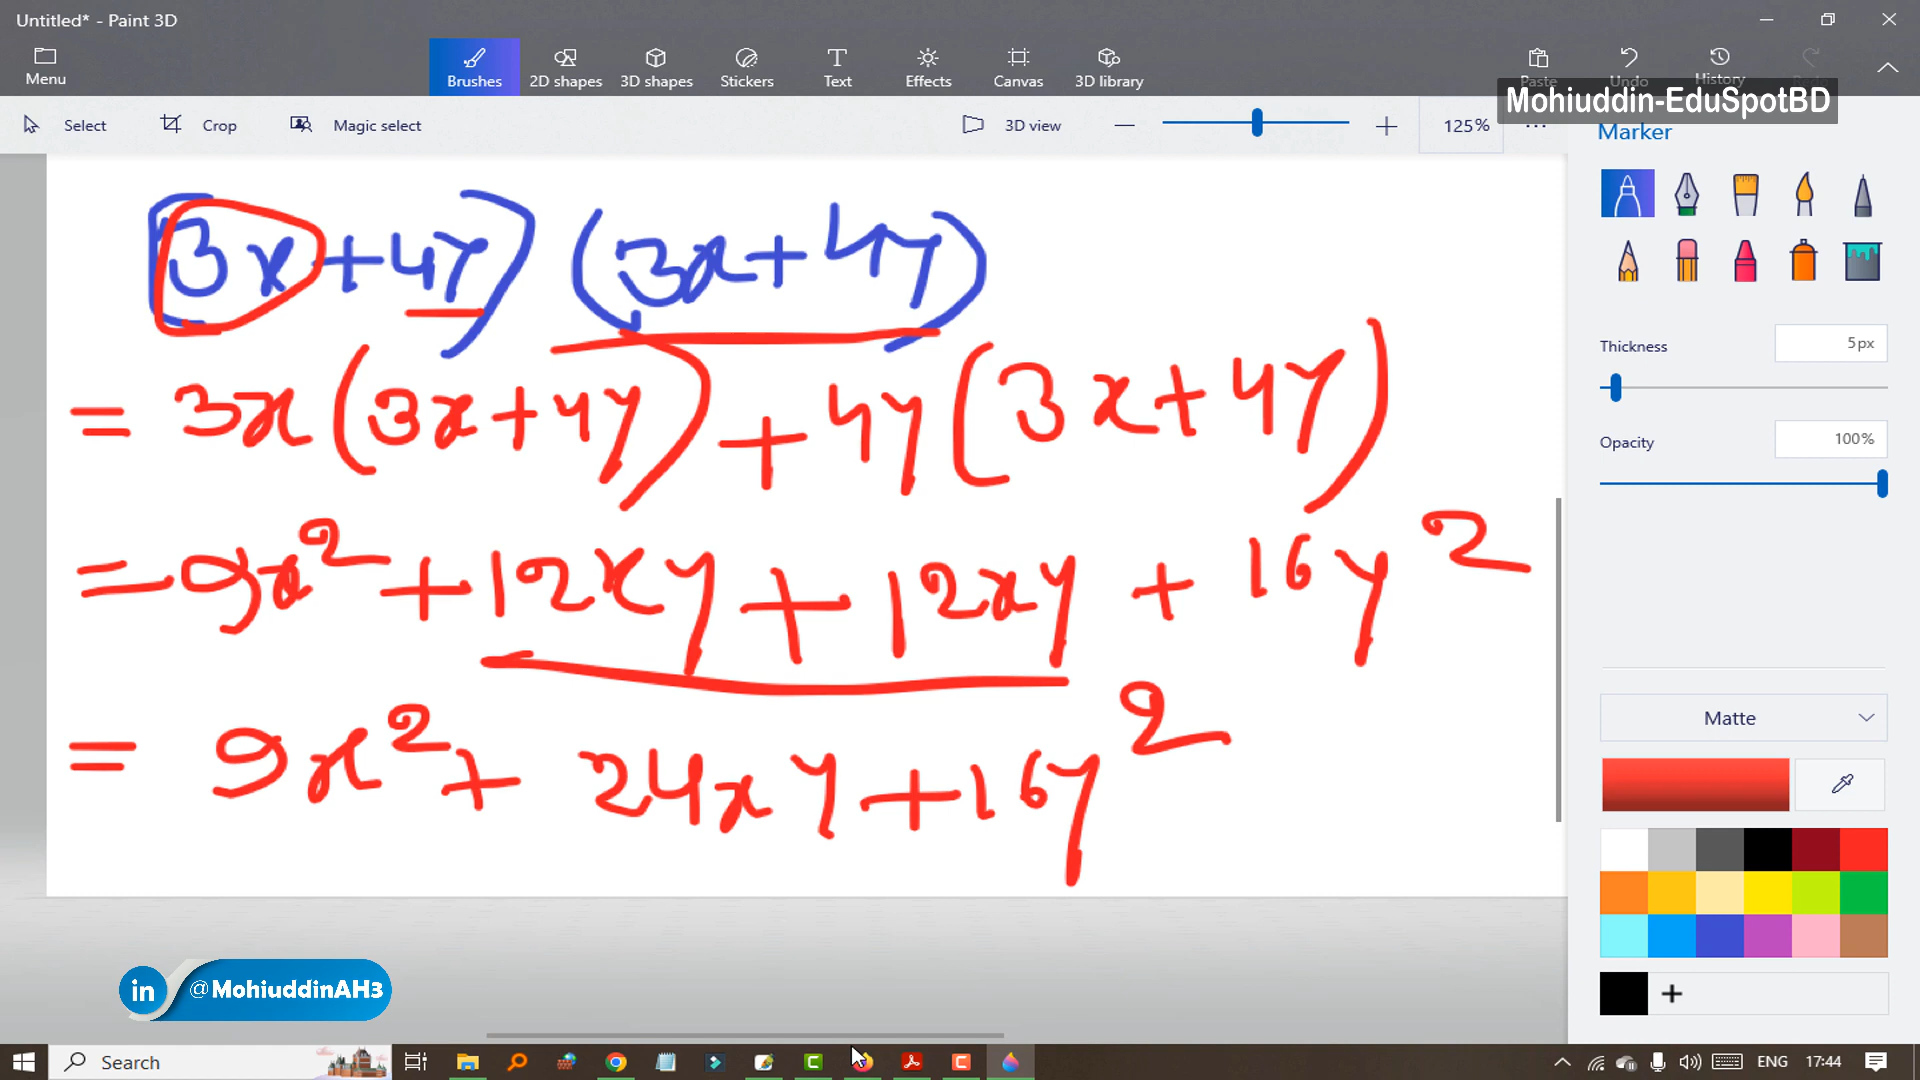 Untitled* - Paint 3D
Menu
Brushes
2D shapes
3D shapes
Stickers
Text
Effects
Canvas
3D library
Paste
Undo
History
Redo
Mohiuddin-EduSpotBD
Select
Crop
Magic select
3D view
125%
Marker
Thickness
5px
Opacity
100%
Matte
(3x+4y) (3x+4y)
= 3x(3x+4y) + 4y(3x+4y)
= 9x² + 12xy + 12xy + 16y²
= 9x² + 24xy + 16y²
in @MohiuddinAH3
Search
ENG
17:44